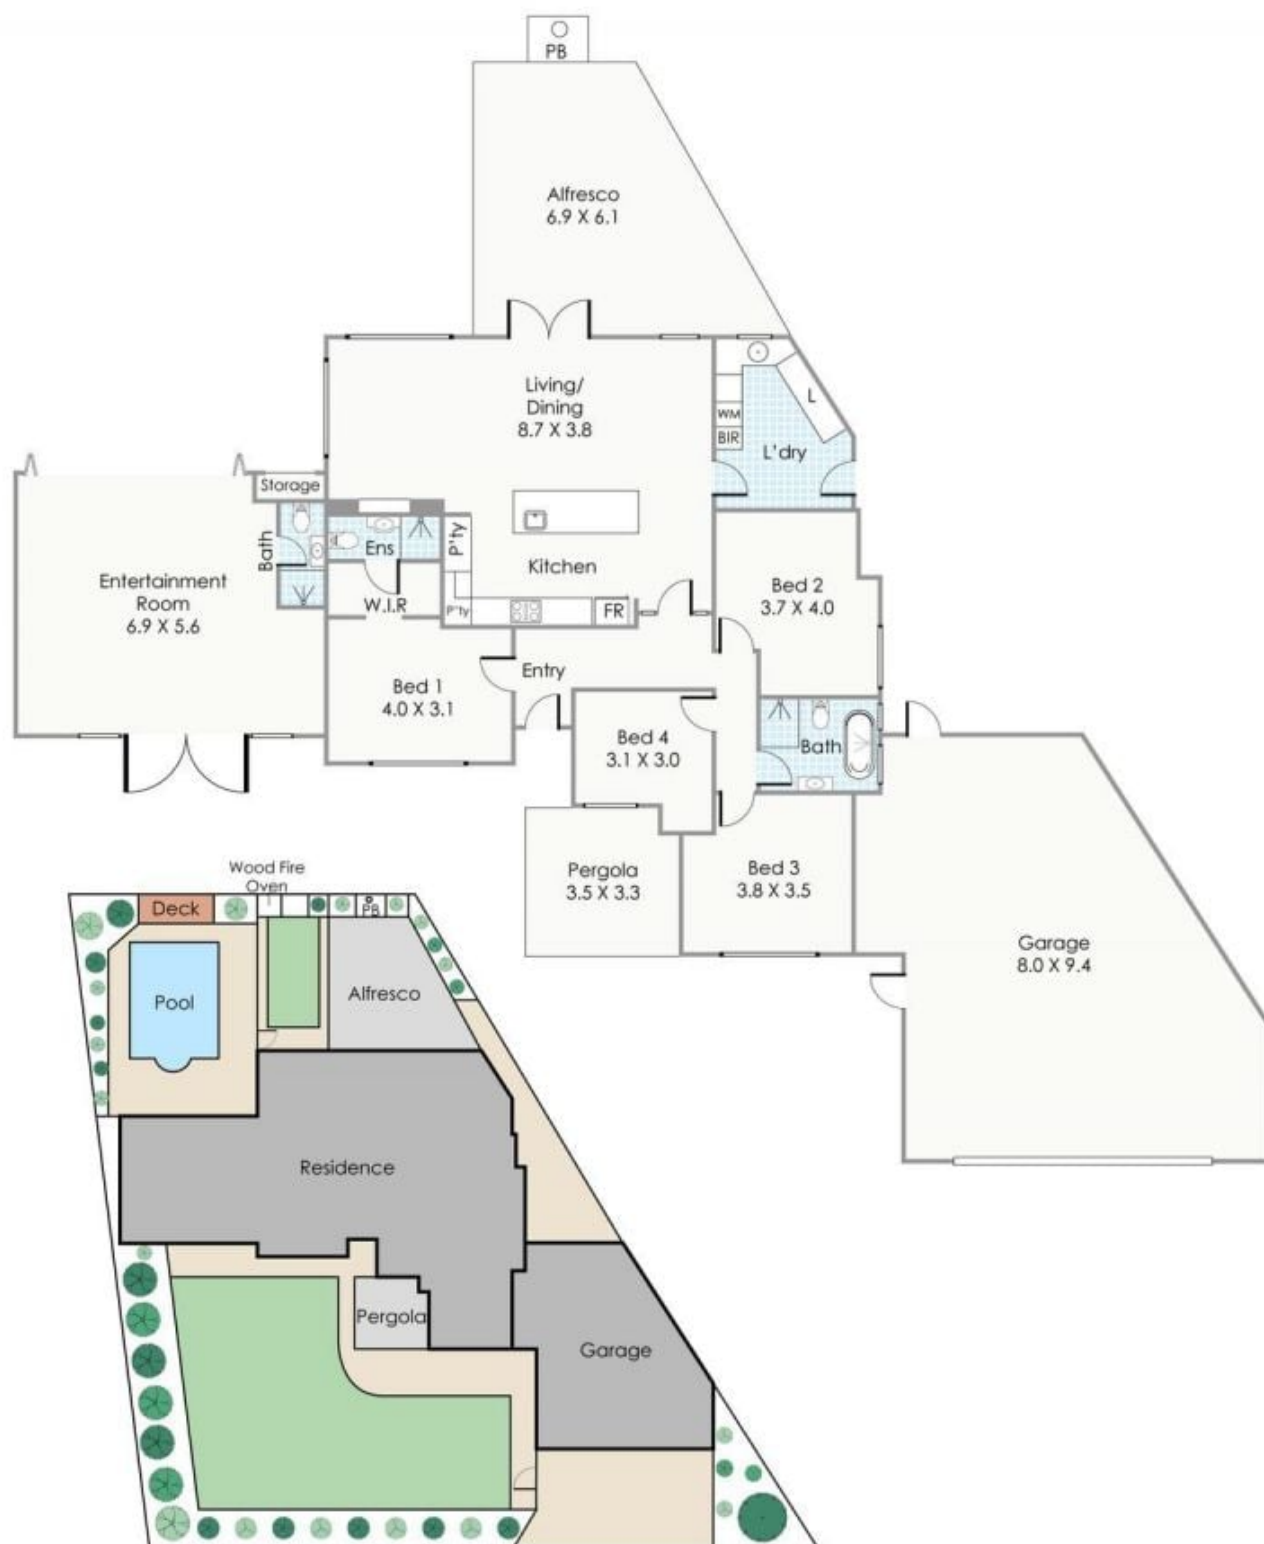 PB
Alfresco
6.9 X 6.1
Living/
Dining
8.7 X 3.8
L
WM
BIR
L'dry
Storage
Bath
Ens
P'ty
Kitchen
Entertainment
Room
6.9 X 5.6
W.I.R
P'ty
FR
Bed 2
3.7 X 4.0
Entry
Bed 1
4.0 X 3.1
Bed 4
3.1 X 3.0
Bath
Pergola
3.5 X 3.3
Bed 3
3.8 X 3.5
Garage
8.0 X 9.4
Wood Fire
Oven
Deck
PB
Pool
Alfresco
Residence
Pergola
Garage